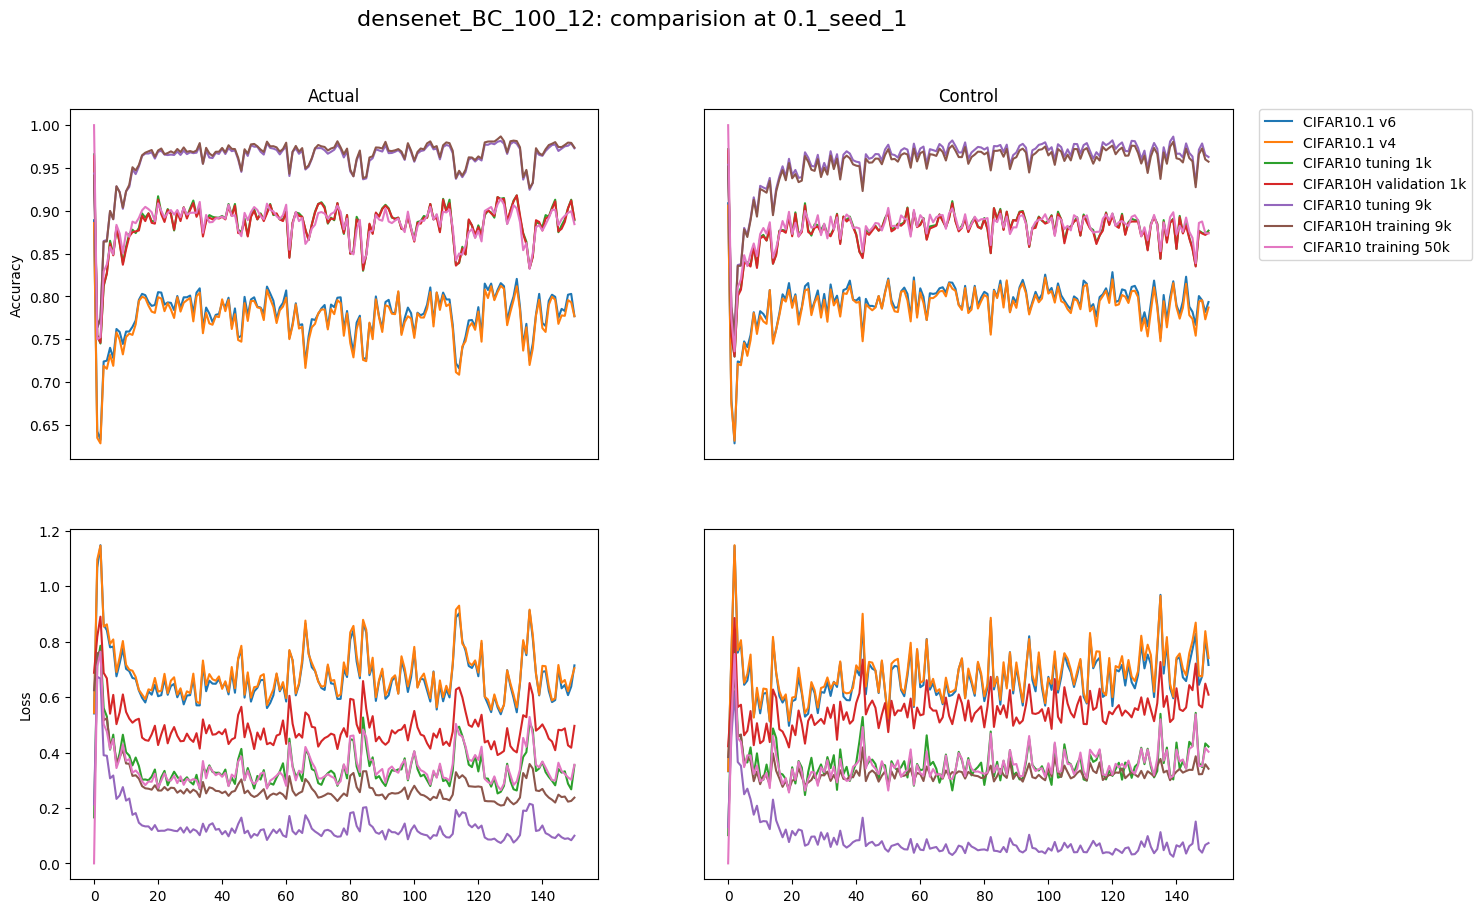 densenet_BC_100_12: comparision at 0.1_seed_1
Actual
Control
CIFAR10.1 v6
CIFAR10.1 v4
CIFAR10 tuning 1k
CIFAR10H validation 1k
CIFAR10 tuning 9k
CIFAR10H training 9k
CIFAR10 training 50k
Accuracy
1.00
0.95
0.90
0.85
0.80
0.75
0.70
0.65
Loss
1.2
1.0
0.8
0.6
0.4
0.2
0.0
0 20 40 60 80 100 120 140
0 20 40 60 80 100 120 140